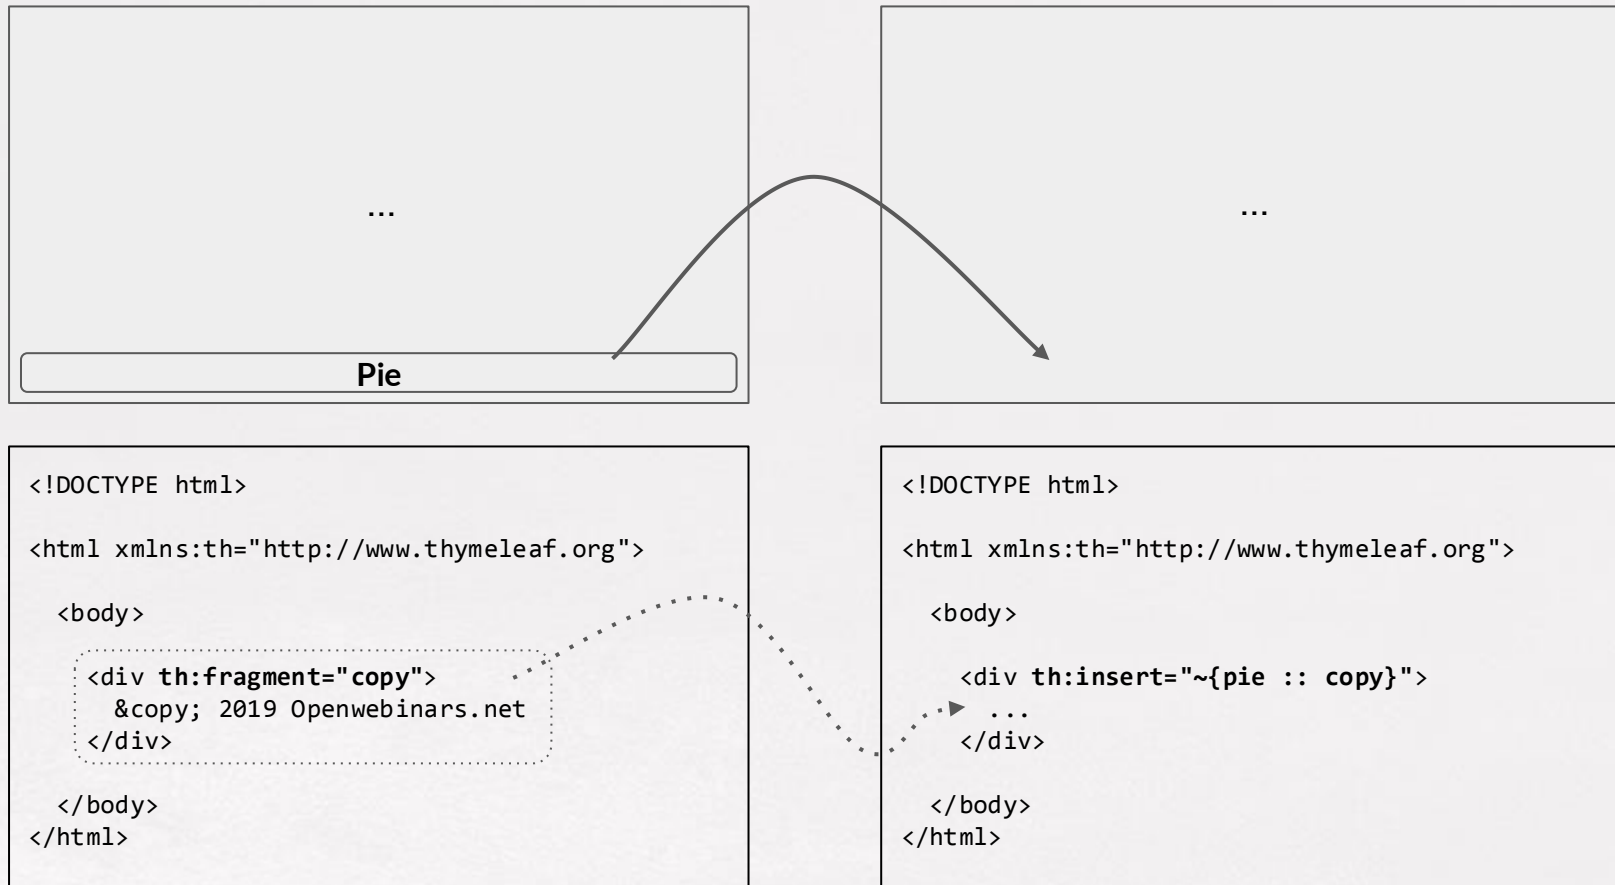 ...
Pie
...
<!DOCTYPE html>
<html xmlns:th="http://www.thymeleaf.org">
<body>
<div th:fragment="copy">
&copy; 2019 Openwebinars.net
</div>
</body>
</html>
<!DOCTYPE html>
<html xmlns:th="http://www.thymeleaf.org">
<body>
<div th:insert="~{pie :: copy}">
...
</div>
</body>
</html>